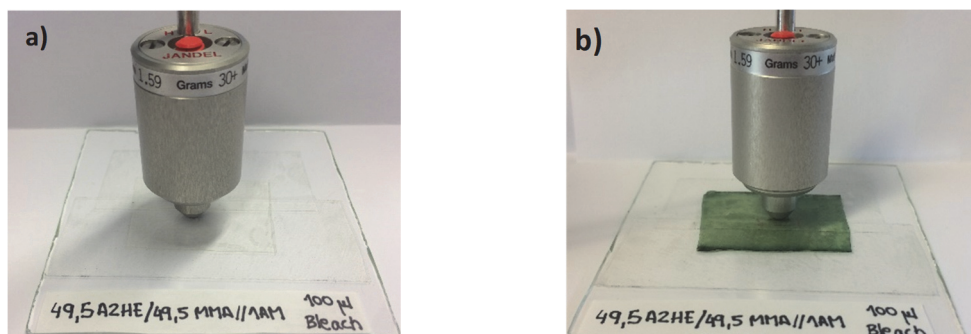 a)
JANDEL
1.59 Grams 30+
49,5 A2HE/49,5 MMA//1AM
100 µl
Bleach
b)
1.59 Grams 30+
49,5 A2HE/49,5 MMA//1AM
100 µl
Bleach